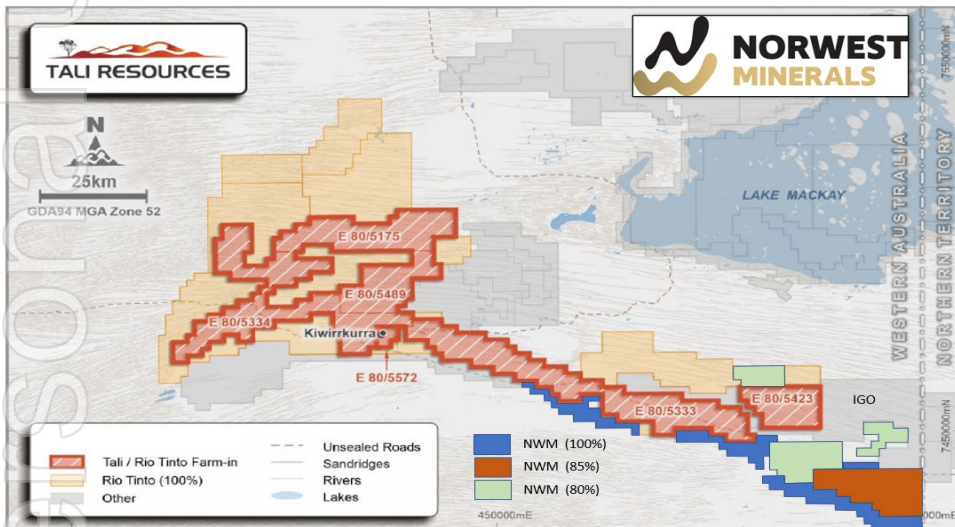 TALI RESOURCES
NORWEST
MINERALS
7550000mN
N
25km
GDA94 MGA Zone 52
LAKE MACKAY
WESTERN AUSTRALIA
NORTHERN TERRITORY
E 80/5175
E 80/5489
E 80/5334
Kiwirrkurra
E 80/5572
E 80/5423
E 80/5333
IGO
7450000mN
Tali / Rio Tinto Farm-in
Rio Tinto (100%)
Other
Unsealed Roads
Sandridges
Rivers
Lakes
NWM (100%)
NWM (85%)
NWM (80%)
450000mE
000mE
ersonal